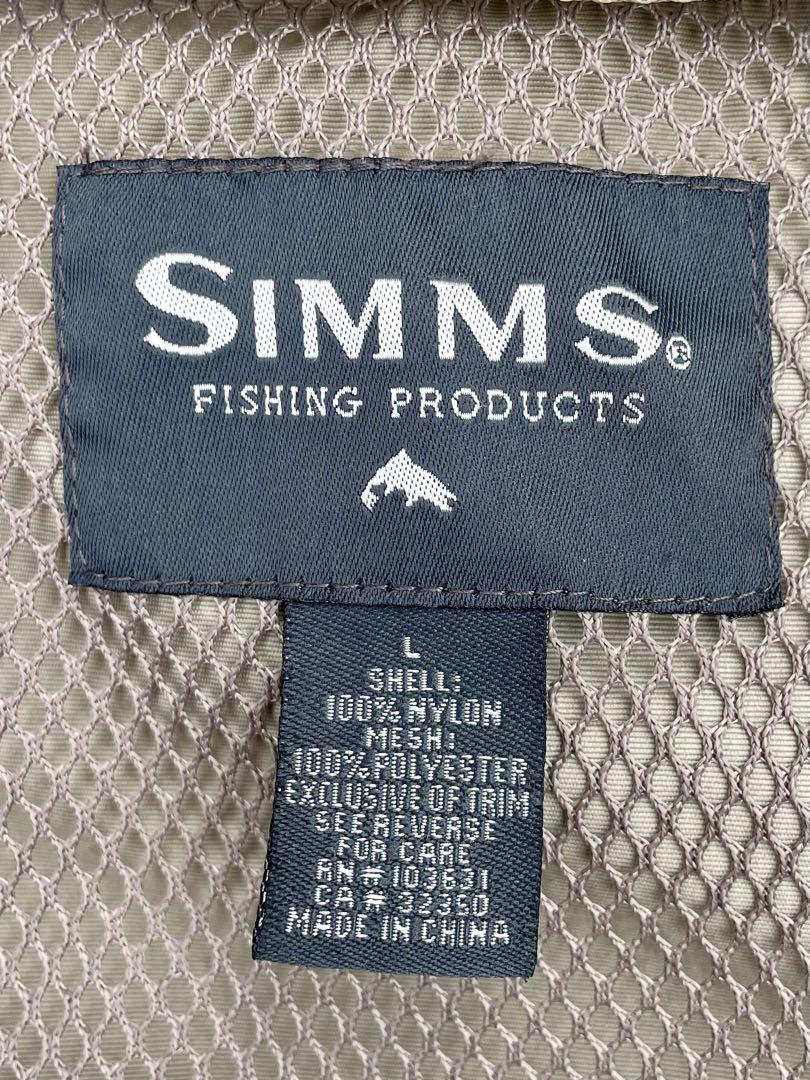 SIMMS®
FISHING PRODUCTS
L
SHELL:
100% NYLON
MESH:
100% POLYESTER
EXCLUSIVE OF TRIM
SEE REVERSE
FOR CARE
RN# 103631
CA# 32360
MADE IN CHINA